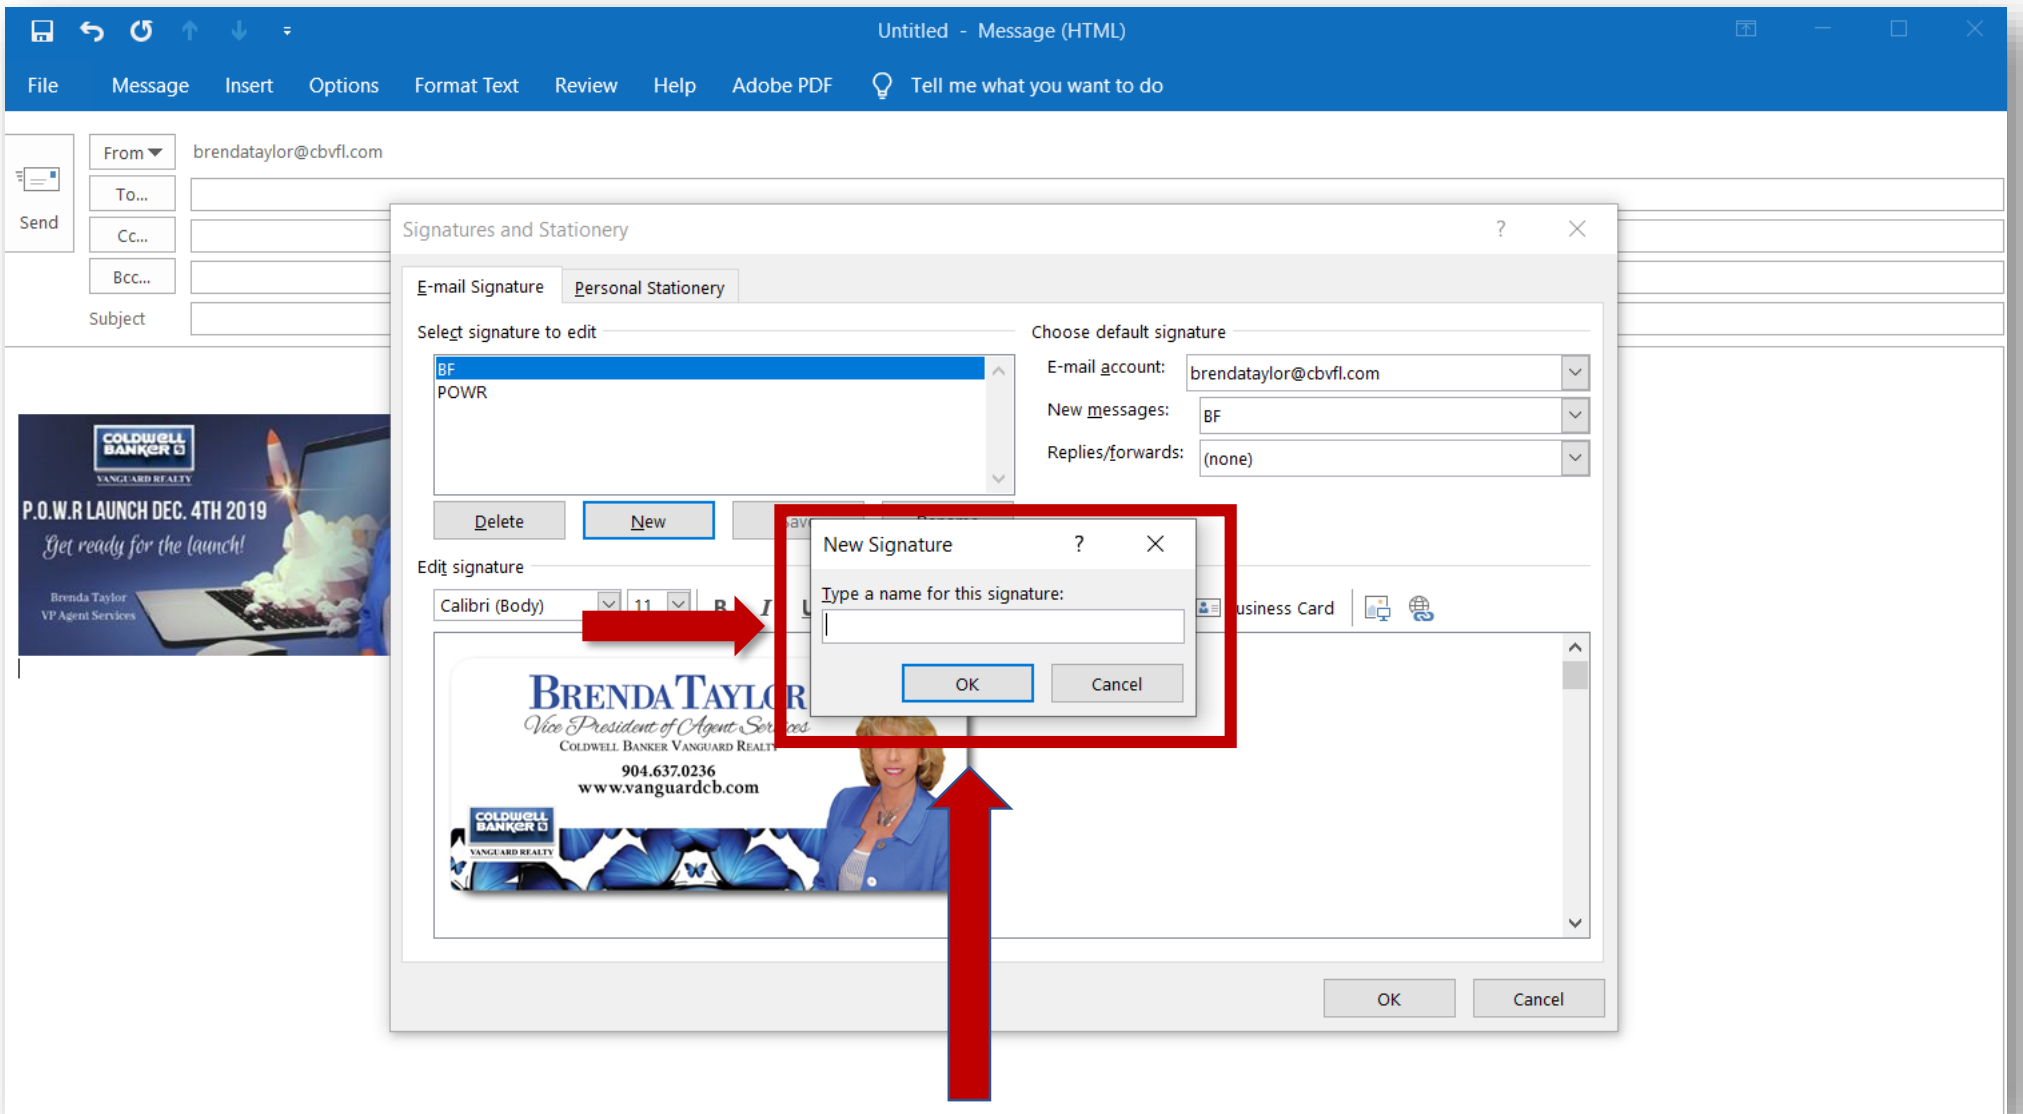 Untitled - Message (HTML)
File Message Insert Options Format Text Review Help Adobe PDF Tell me what you want to do
From brendataylor@cbvfl.com
To...
Send
Cc...
Bcc...
Subject
COLDWELL
BANKER
VANGUARD REALTY
P.O.W.R LAUNCH DEC. 4TH 2019
Get ready for the launch!
Brenda Taylor
VP Agent Services
Signatures and Stationery ?
E-mail Signature Personal Stationery
Select signature to edit
BF
POWR
Delete New
Choose default signature
E-mail account: brendataylor@cbvfl.com
New messages: BF
Replies/forwards: (none)
Edit signature
Calibri (Body) 11 B I U
usiness Card
New Signature ?
Type a name for this signature:
OK Cancel
BRENDA TAYLOR
Vice President of Agent Services
COLDWELL BANKER VANGUARD REALTY
904.637.0236
www.vanguardcb.com
COLDWELL
BANKER
VANGUARD REALTY
OK Cancel